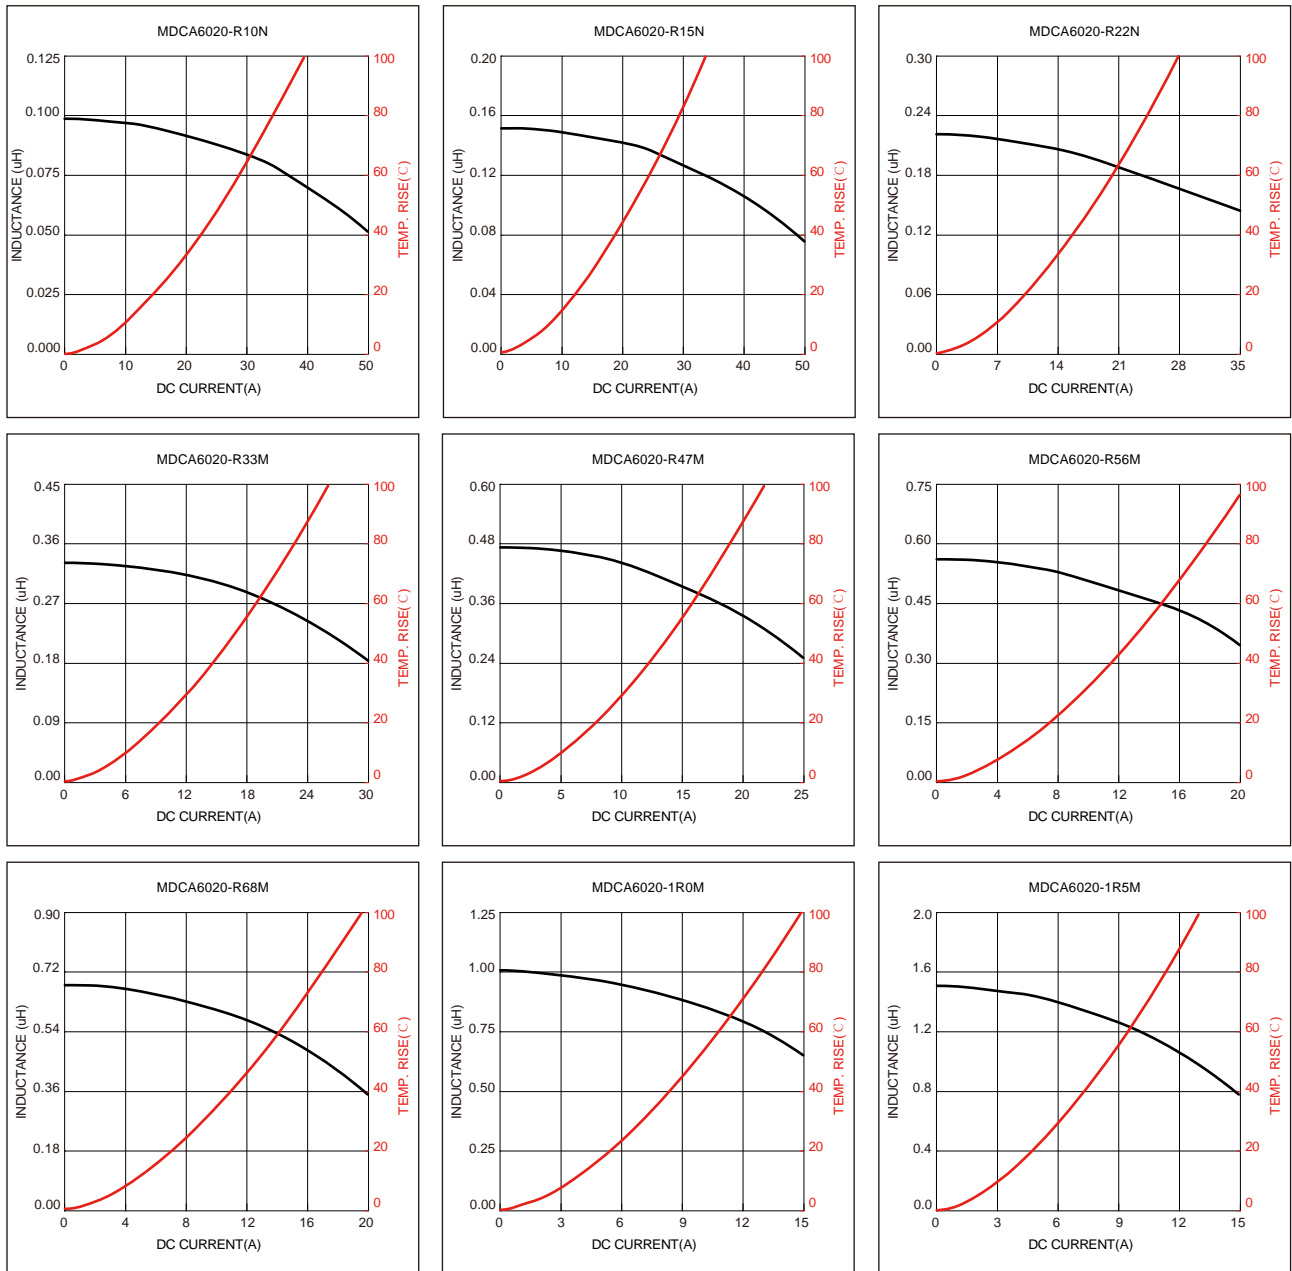 MDCA6020-R10N
0.125
0.100
0.075
0.050
0.025
0.000
INDUCTANCE (uH)
100
80
60
40
20
0
TEMP. RISE(℃)
0 10 20 30 40 50
DC CURRENT(A)
MDCA6020-R15N
0.20
0.16
0.12
0.08
0.04
0.00
INDUCTANCE (uH)
100
80
60
40
20
0
TEMP. RISE(℃)
0 10 20 30 40 50
DC CURRENT(A)
MDCA6020-R22N
0.30
0.24
0.18
0.12
0.06
0.00
INDUCTANCE (uH)
100
80
60
40
20
0
TEMP. RISE(℃)
0 7 14 21 28 35
DC CURRENT(A)
MDCA6020-R33M
0.45
0.36
0.27
0.18
0.09
0.00
INDUCTANCE (uH)
100
80
60
40
20
0
TEMP. RISE(℃)
0 6 12 18 24 30
DC CURRENT(A)
MDCA6020-R47M
0.60
0.48
0.36
0.24
0.12
0.00
INDUCTANCE (uH)
100
80
60
40
20
0
TEMP. RISE(℃)
0 5 10 15 20 25
DC CURRENT(A)
MDCA6020-R56M
0.75
0.60
0.45
0.30
0.15
0.00
INDUCTANCE (uH)
100
80
60
40
20
0
TEMP. RISE(℃)
0 4 8 12 16 20
DC CURRENT(A)
MDCA6020-R68M
0.90
0.72
0.54
0.36
0.18
0.00
INDUCTANCE (uH)
100
80
60
40
20
0
TEMP. RISE(℃)
0 4 8 12 16 20
DC CURRENT(A)
MDCA6020-1R0M
1.25
1.00
0.75
0.50
0.25
0.00
INDUCTANCE (uH)
100
80
60
40
20
0
TEMP. RISE(℃)
0 3 6 9 12 15
DC CURRENT(A)
MDCA6020-1R5M
2.0
1.6
1.2
0.8
0.4
0.0
INDUCTANCE (uH)
100
80
60
40
20
0
TEMP. RISE(℃)
0 3 6 9 12 15
DC CURRENT(A)